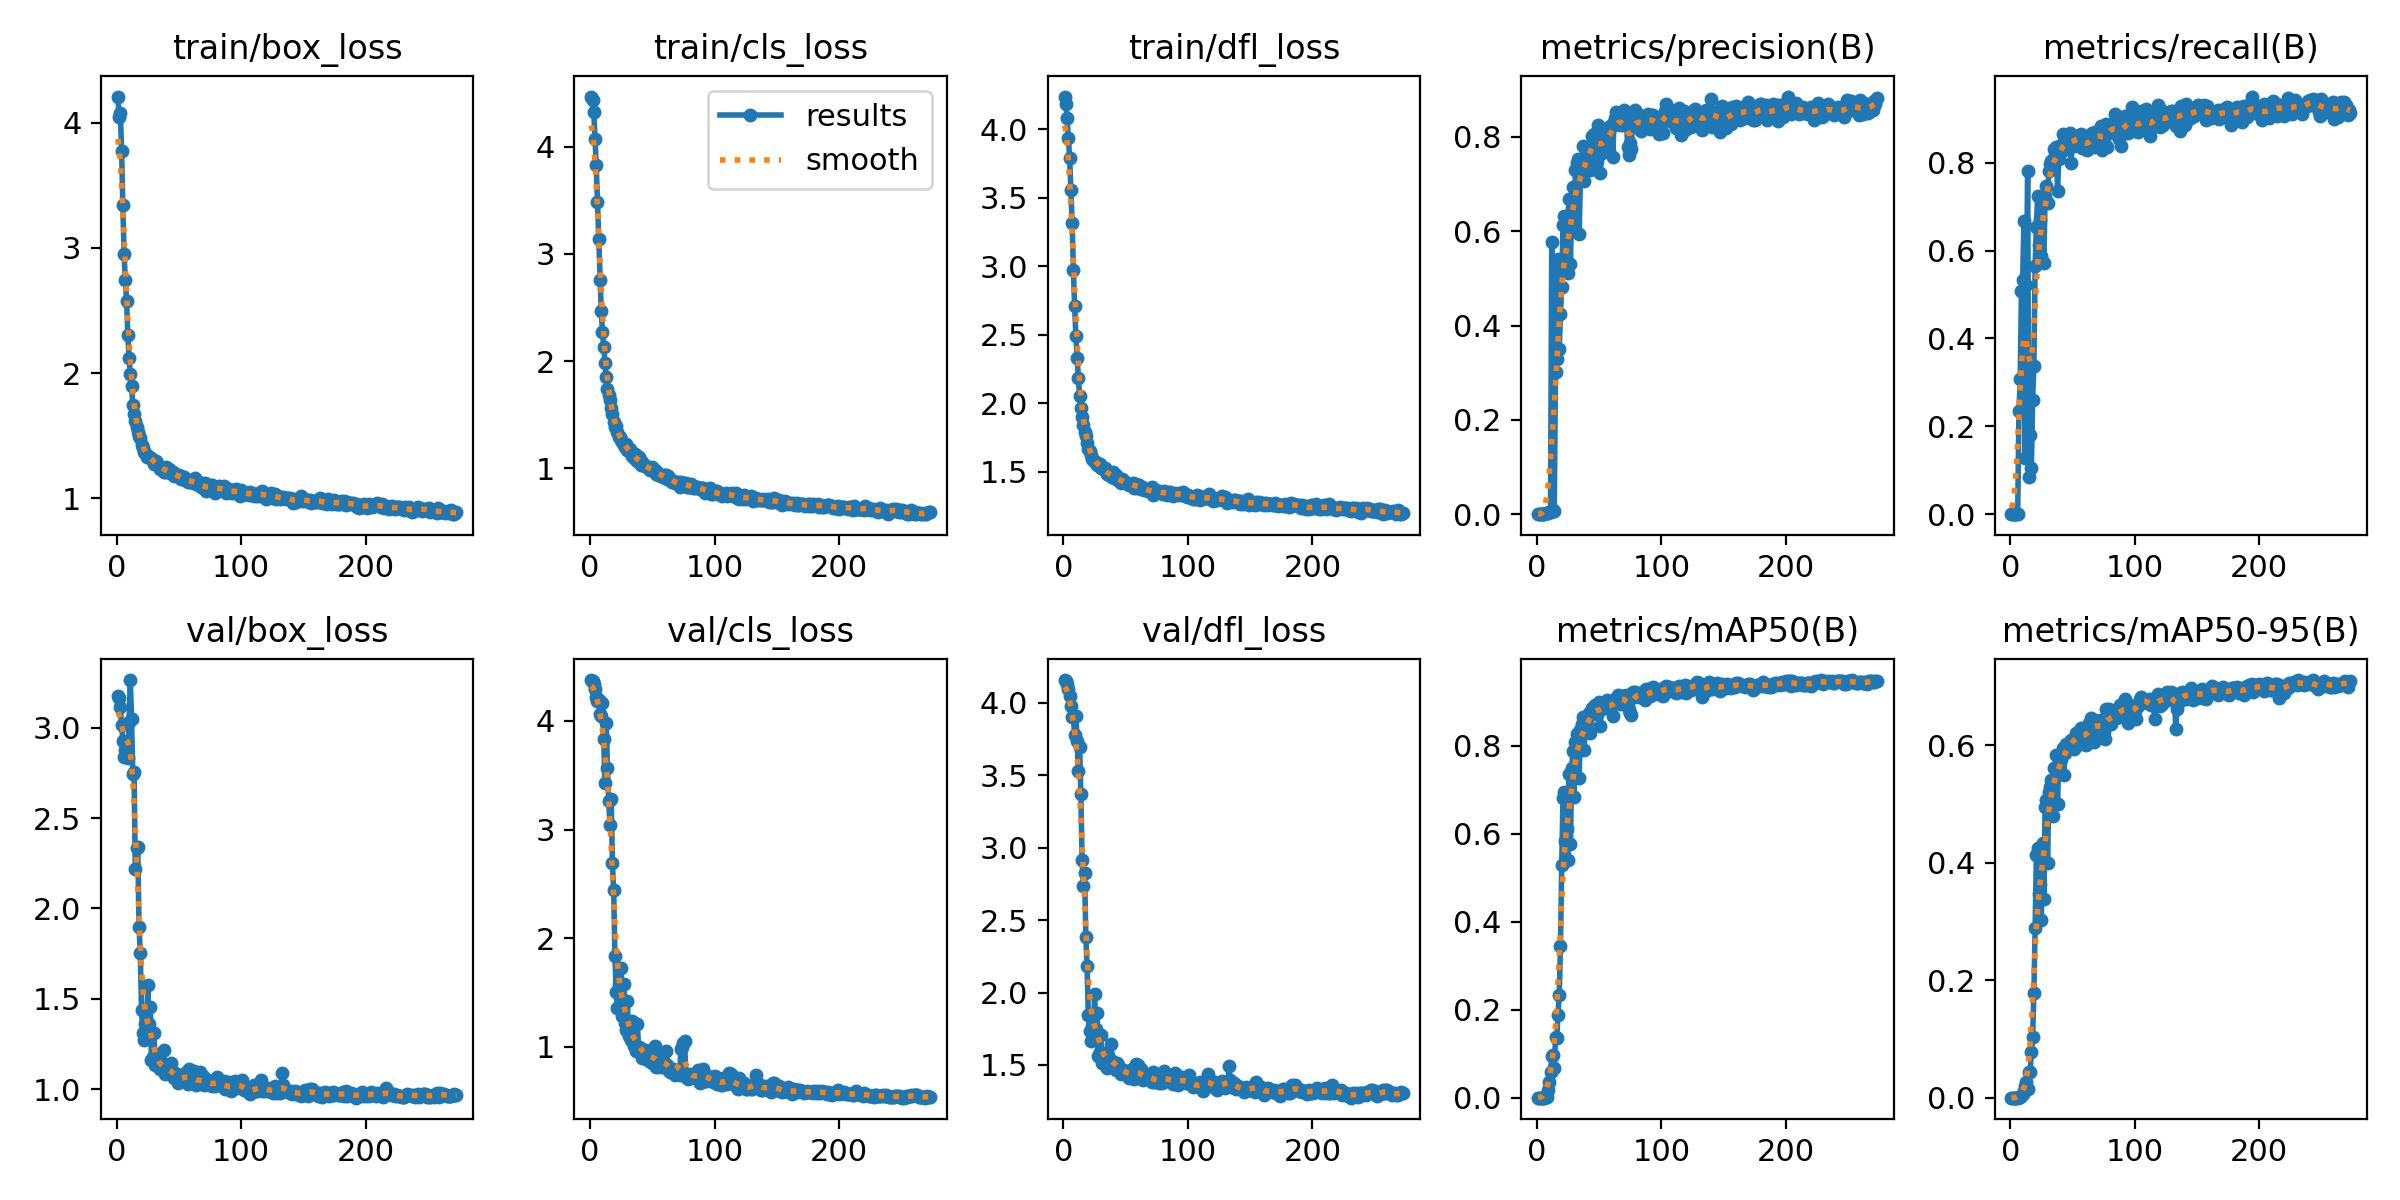 train/box_loss
4
3
2
1
0 100 200
train/cls_loss
results
smooth
4
3
2
1
0 100 200
train/dfl_loss
4.0
3.5
3.0
2.5
2.0
1.5
0 100 200
metrics/precision(B)
0.8
0.6
0.4
0.2
0.0
0 100 200
metrics/recall(B)
0.8
0.6
0.4
0.2
0.0
0 100 200
val/box_loss
3.0
2.5
2.0
1.5
1.0
0 100 200
val/cls_loss
4
3
2
1
0 100 200
val/dfl_loss
4.0
3.5
3.0
2.5
2.0
1.5
0 100 200
metrics/mAP50(B)
0.8
0.6
0.4
0.2
0.0
0 100 200
metrics/mAP50-95(B)
0.6
0.4
0.2
0.0
0 100 200